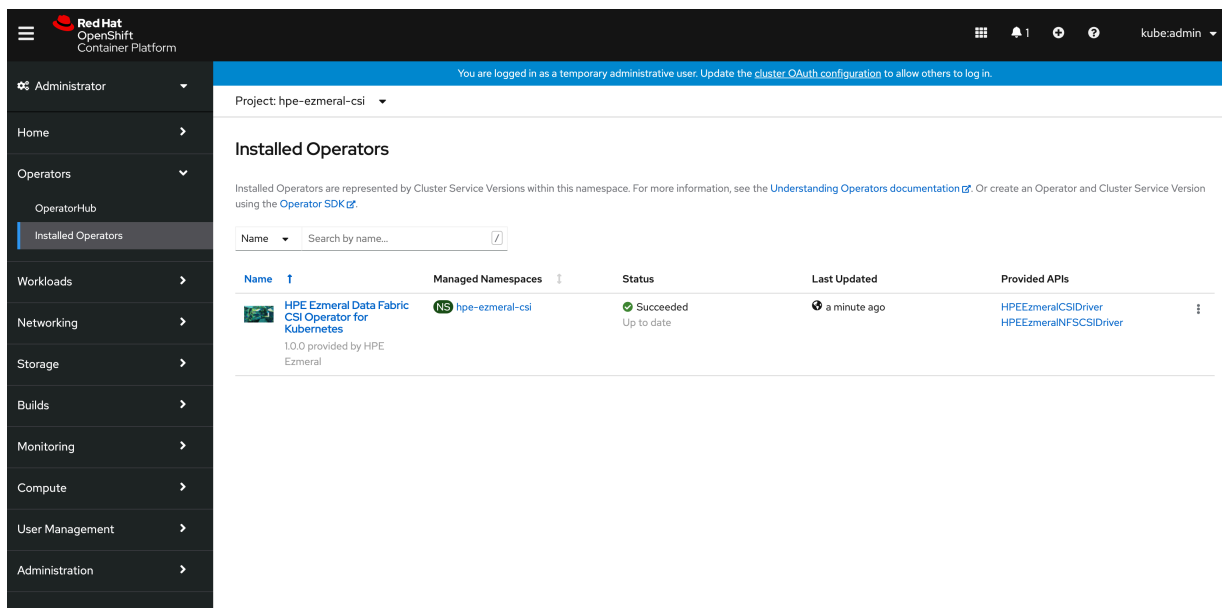 Red Hat
OpenShift
Container Platform
1
kube:admin
Administrator
You are logged in as a temporary administrative user. Update the cluster OAuth configuration to allow others to log in.
Project: hpe-ezmeral-csi
Home
Operators
OperatorHub
Installed Operators
Workloads
Networking
Storage
Builds
Monitoring
Compute
User Management
Administration
Installed Operators
Installed Operators are represented by Cluster Service Versions within this namespace. For more information, see the Understanding Operators documentation. Or create an Operator and Cluster Service Version
using the Operator SDK.
Name Search by name... /
Name Managed Namespaces Status Last Updated Provided APIs
HPE Ezmeral Data Fabric NS hpe-ezmeral-csi Succeeded a minute ago HPEEzmeralCSIDriver
CSI Operator for Up to date HPEEzmeralNFSCSIDriver
Kubernetes
1.0.0 provided by HPE
Ezmeral